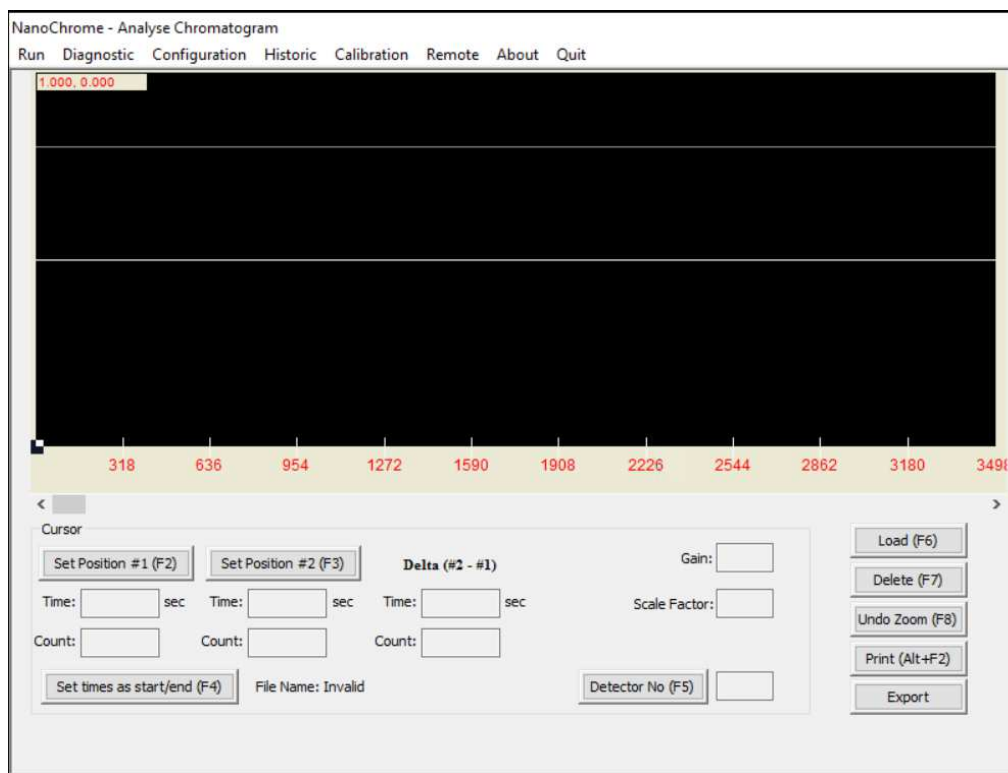 NanoChrome - Analyse Chromatogram
Run Diagnostic Configuration Historic Calibration Remote About Quit
1.000, 0.000
318 636 954 1272 1590 1908 2226 2544 2862 3180 3498
Cursor
Set Position #1 (F2) Set Position #2 (F3) Delta (#2 - #1) Gain: Load (F6)
Delete (F7)
Time: sec Time: sec Time: sec Scale Factor:
Undo Zoom (F8)
Count: Count: Count:
Print (Alt+F2)
Set times as start/end (F4) File Name: Invalid Detector No (F5) Export